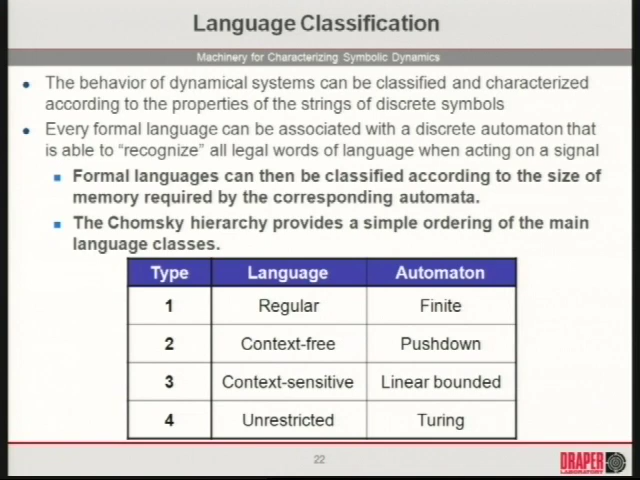 Language Classification
Machinery for Characterizing Symbolic Dynamics
The behavior of dynamical systems can be classified and characterized
according to the properties of the strings of discrete symbols
Every formal language can be associated with a discrete automaton that
is able to “recognize” all legal words of language when acting on a signal
Formal languages can then be classified according to the size of
memory required by the corresponding automata.
The Chomsky hierarchy provides a simple ordering of the main
language classes.
Type Language Automaton
1 Regular Finite
2 Context-free Pushdown
3 Context-sensitive Linear bounded
4 Unrestricted Turing
22
DRAPER
LABORATORY